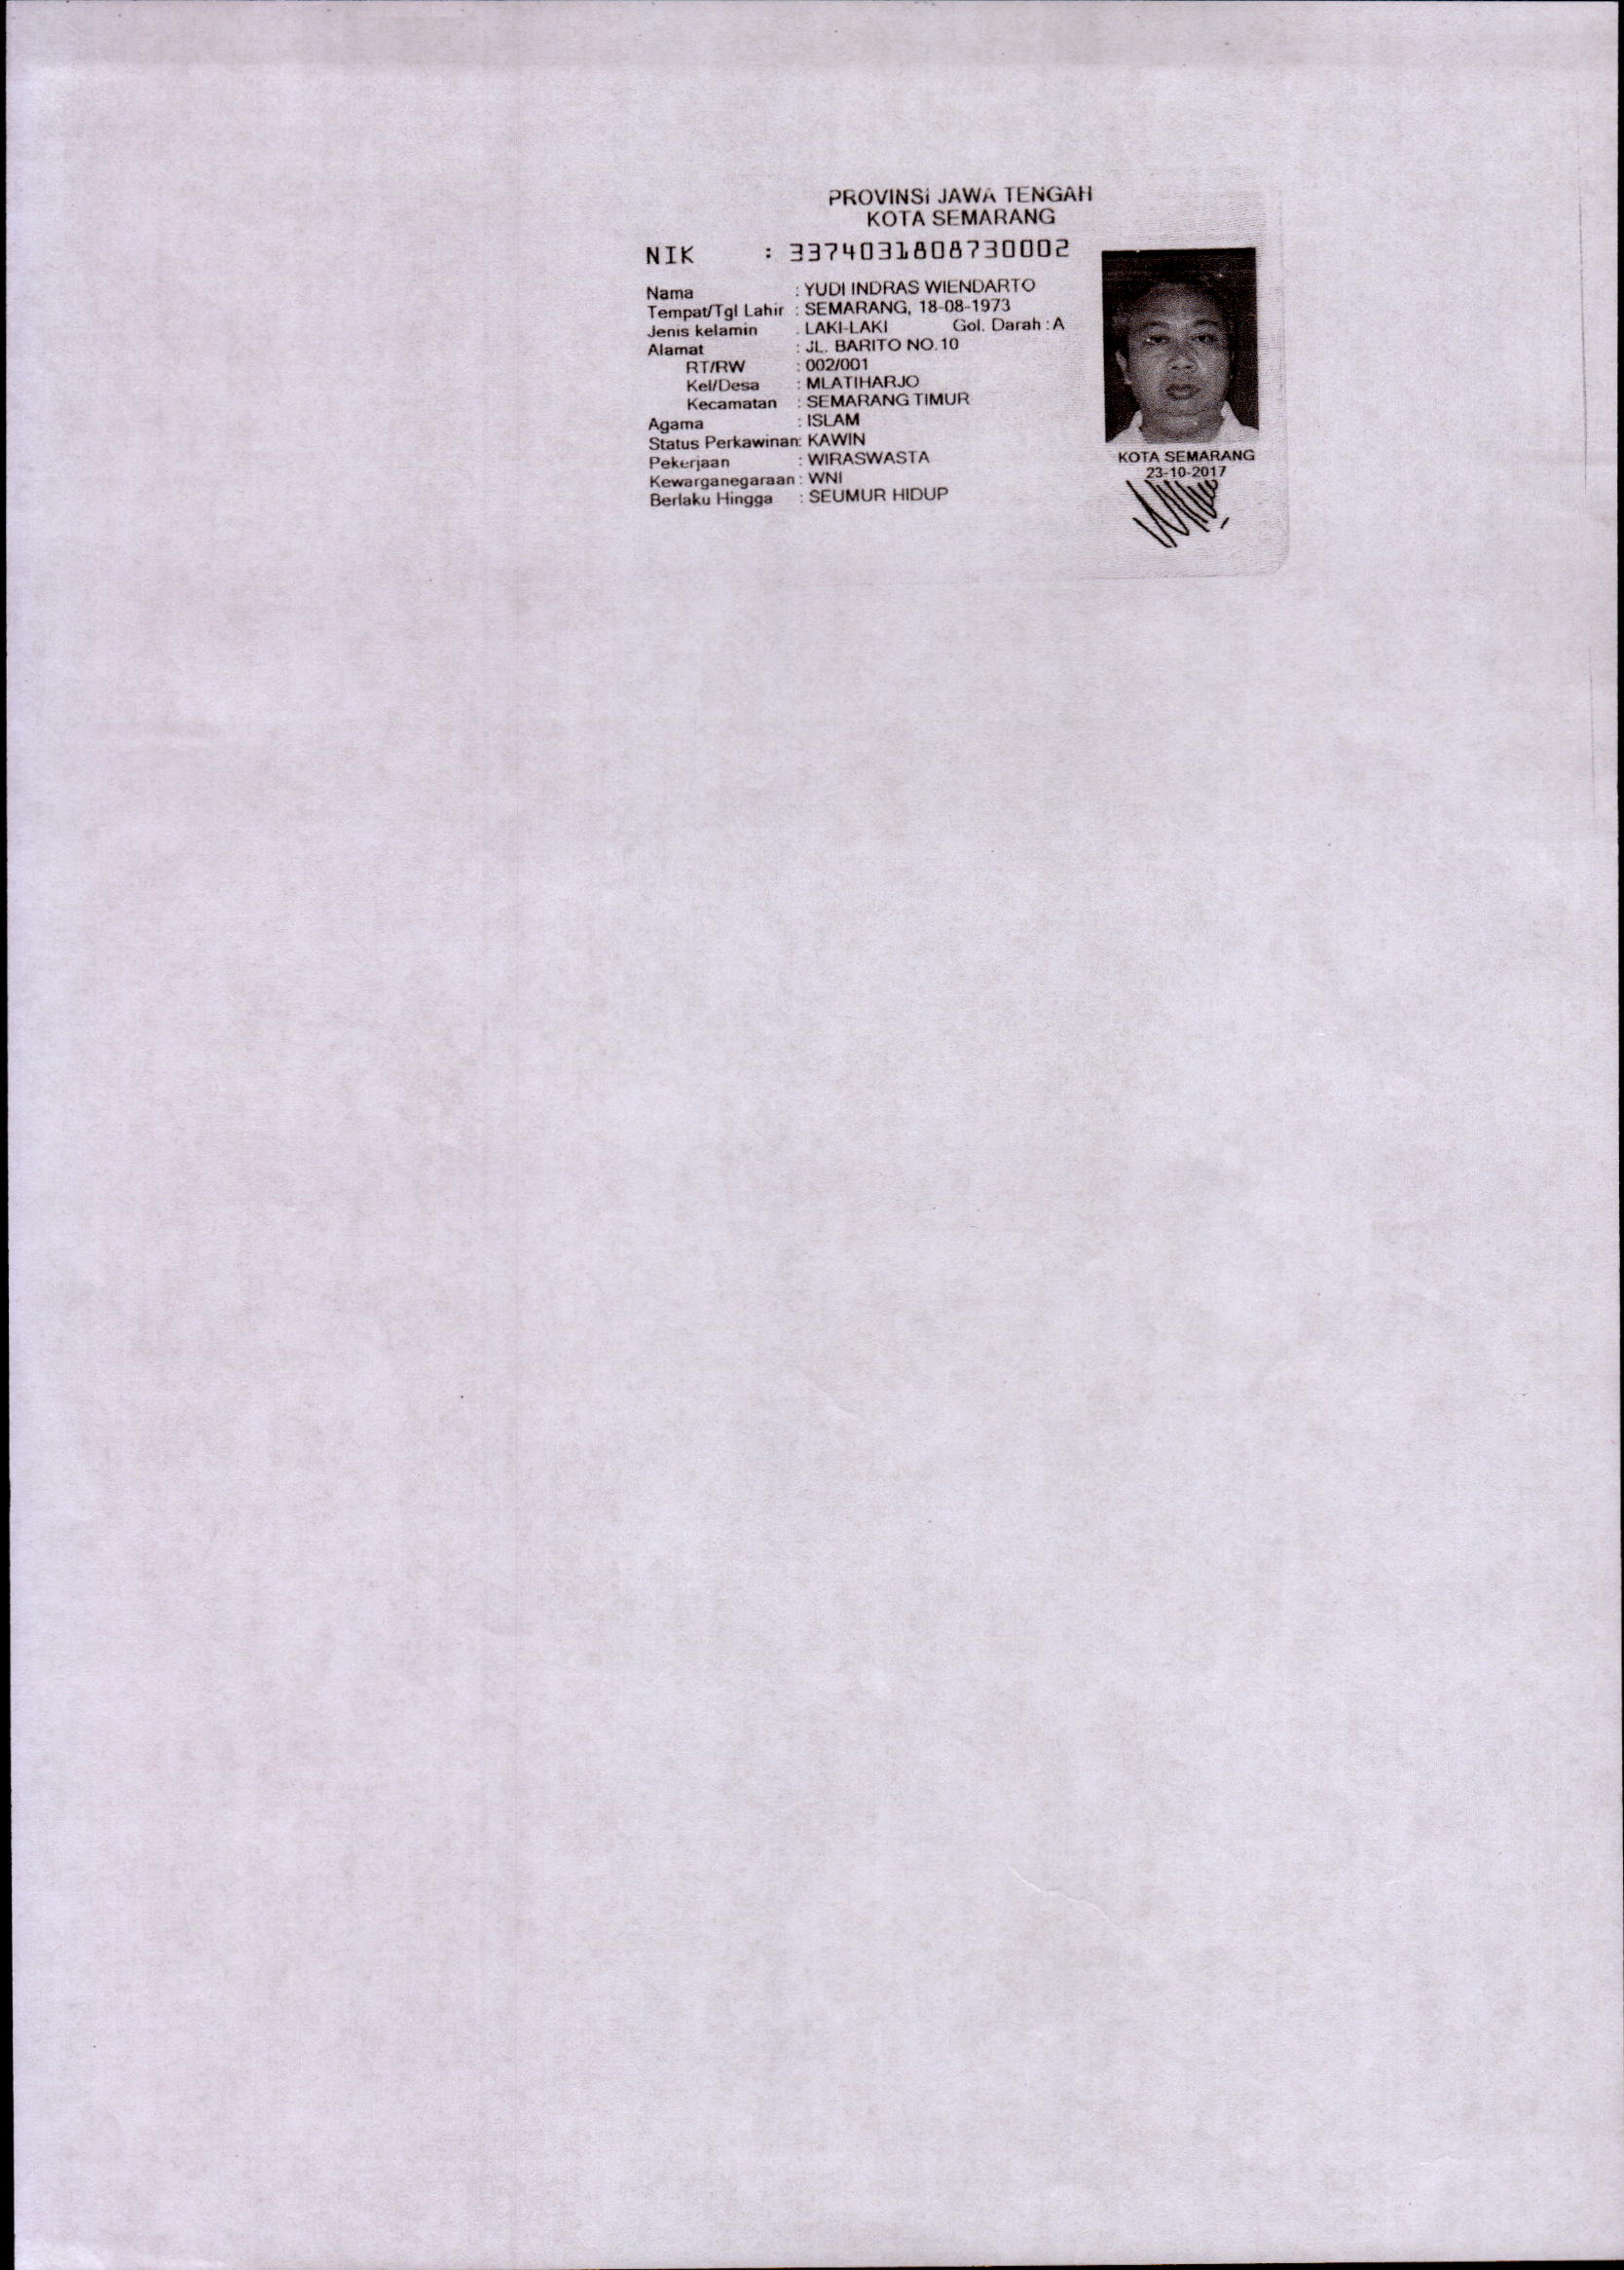 PROVINSI JAWA TENGAH
KOTA SEMARANG
NIK : 3374031808730002
Nama : YUDI INDRAS WIENDARTO
Tempat/Tgl Lahir : SEMARANG, 18-08-1973
Jenis kelamin : LAKI-LAKI Gol. Darah : A
Alamat : JL. BARITO NO.10
RT/RW : 002/001
Kel/Desa : MLATIHARJO
Kecamatan : SEMARANG TIMUR
Agama : ISLAM
Status Perkawinan: KAWIN
Pekerjaan : WIRASWASTA
Kewarganegaraan : WNI
Berlaku Hingga : SEUMUR HIDUP
KOTA SEMARANG
23-10-2017